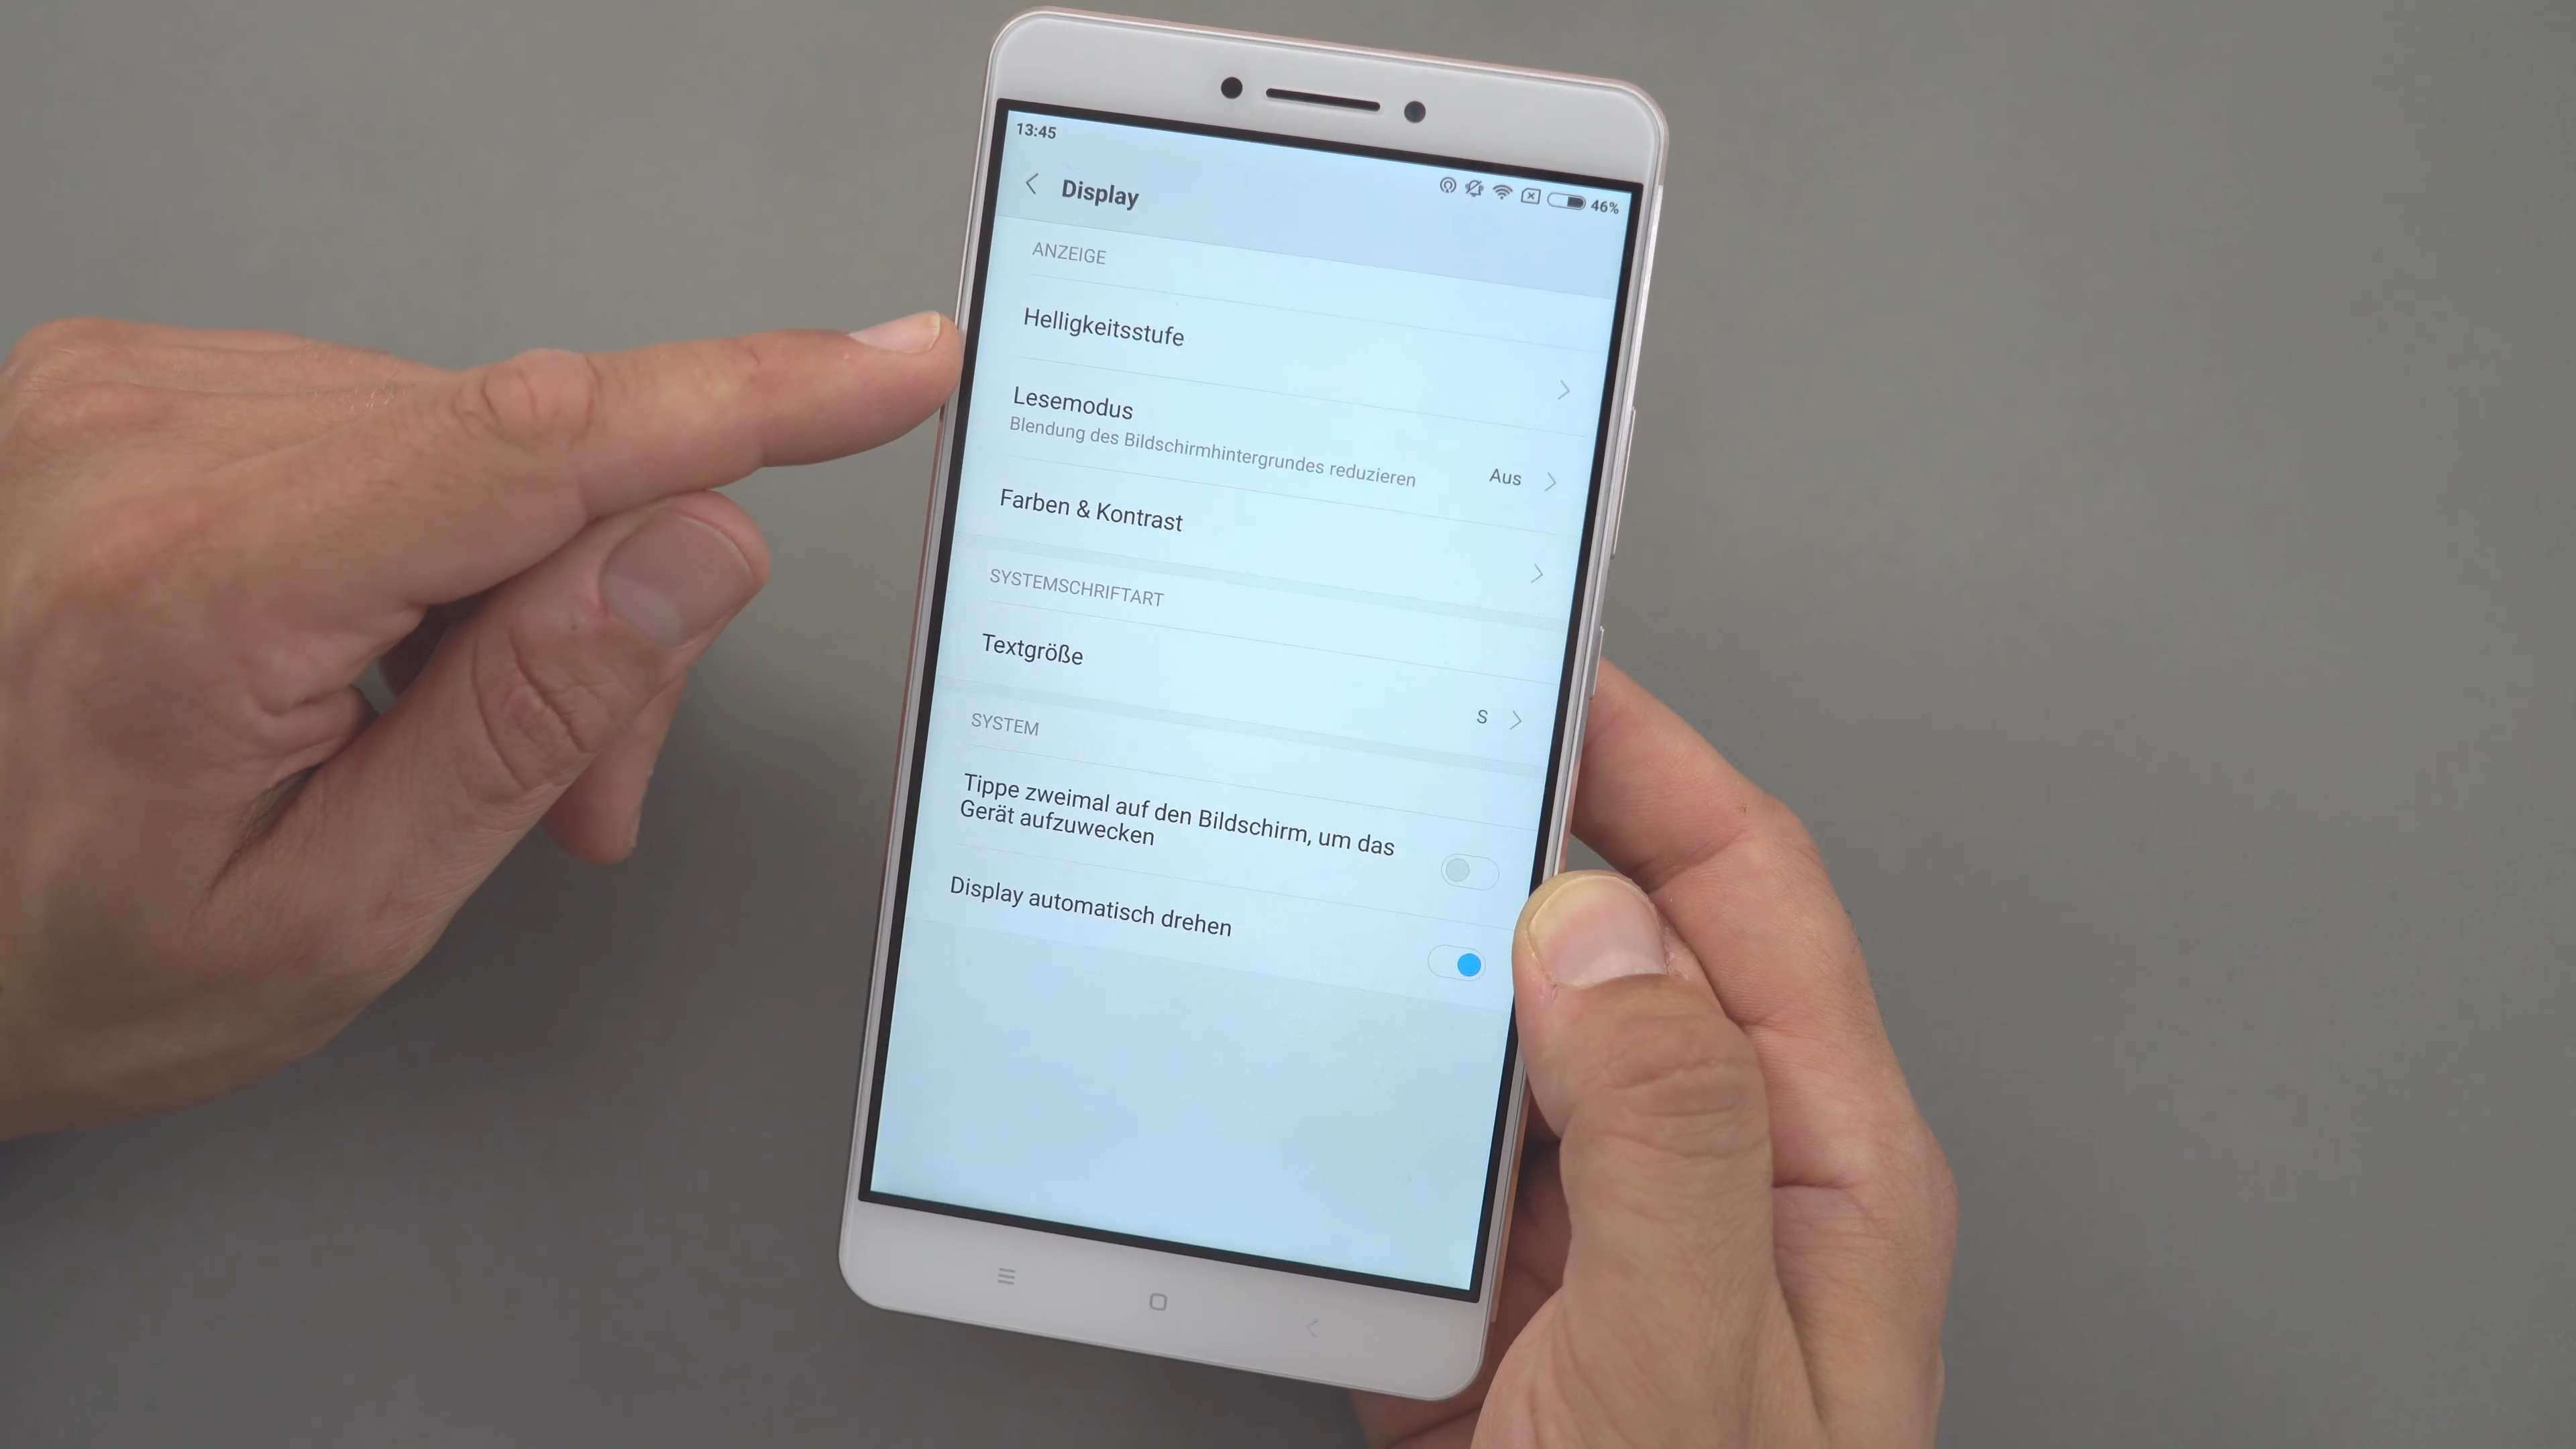 13:45
46%
Display
ANZEIGE
Helligkeitsstufe
Lesemodus
Blendung des Bildschirmhintergrundes reduzieren
Aus
Farben & Kontrast
SYSTEMSCHRIFTART
Textgröße
S
SYSTEM
Tippe zweimal auf den Bildschirm, um das
Gerät aufzuwecken
Display automatisch drehen